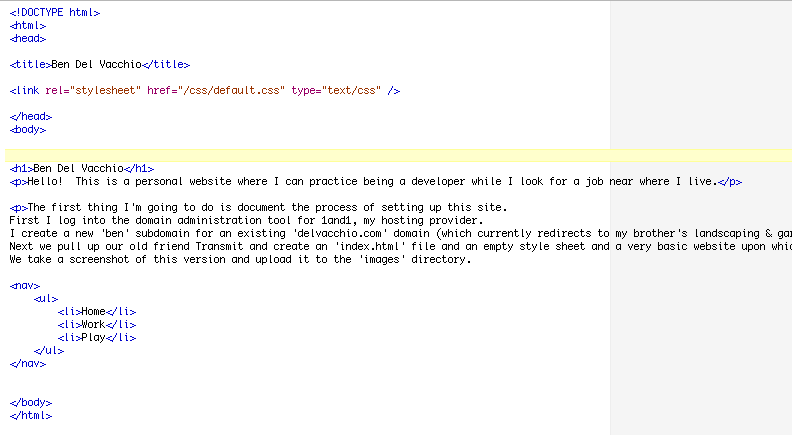 <!DOCTYPE html>
<html>
<head>
<title>Ben Del Vacchio</title>
<link rel="stylesheet" href="/css/default.css" type="text/css" />
</head>
<body>
<h1>Ben Del Vacchio</h1>
<p>Hello!  This is a personal website where I can practice being a developer while I look for a job near where I live.</p>
<p>The first thing I'm going to do is document the process of setting up this site.
First I log into the domain administration tool for 1and1, my hosting provider.
I create a new 'ben' subdomain for an existing 'delvacchio.com' domain (which currently redirects to my brother's landscaping &
Next we pull up our old friend Transmit and create an 'index.html' file and an empty style sheet and a very basic website upon
We take a screenshot of this version and upload it to the 'images' directory.
<nav>
<ul>
<li>Home</li>
<li>Work</li>
<li>Play</li>
</ul>
</nav>
</body>
</html>